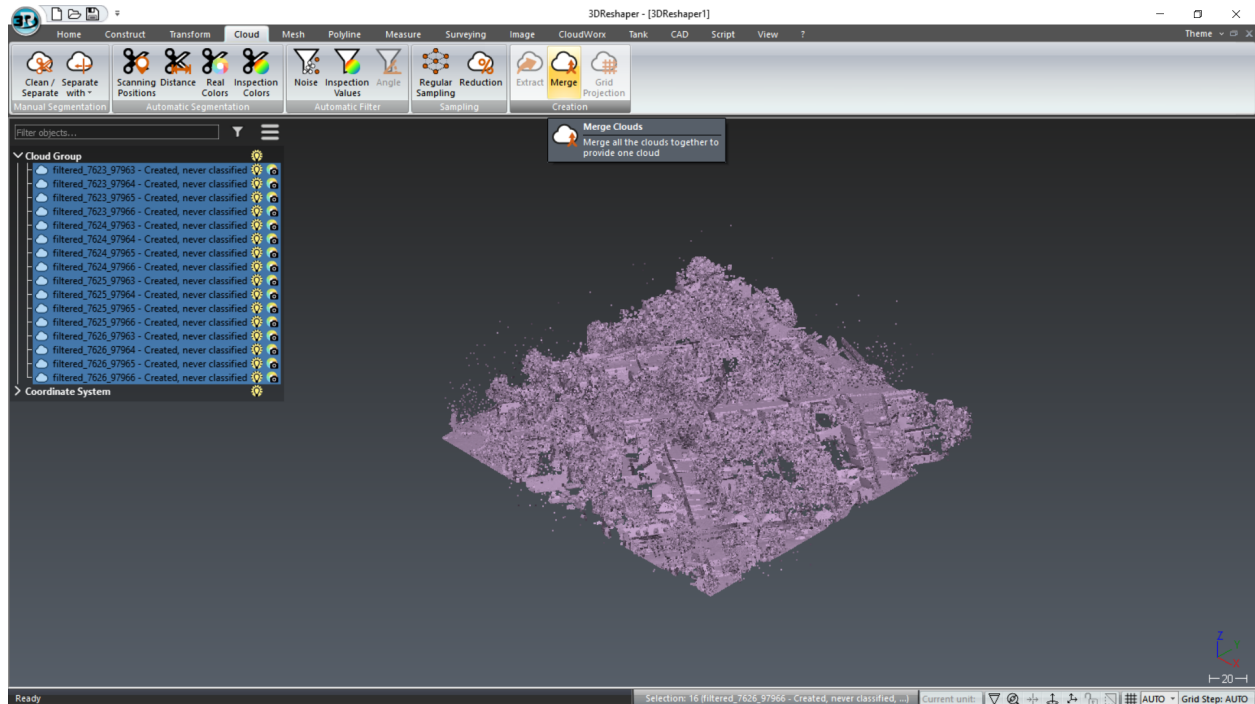 3DR
3DReshaper - [3DReshaper1]
Home Construct Transform Cloud Mesh Polyline Measure Surveying Image CloudWorx Tank CAD Script View ?
Theme
Clean / Separate
Separate with
Manual Segmentation
Scanning Distance Real Inspection
Positions Colors Colors
Automatic Segmentation
Noise Inspection Angle
Values
Automatic Filter
Regular Reduction
Sampling
Sampling
Extract Merge Grid
Projection
Creation
Merge Clouds
Merge all the clouds together to
provide one cloud
Filter objects...
Cloud Group
filtered_7623_97963 - Created, never classified
filtered_7623_97964 - Created, never classified
filtered_7623_97965 - Created, never classified
filtered_7623_97966 - Created, never classified
filtered_7624_97963 - Created, never classified
filtered_7624_97964 - Created, never classified
filtered_7624_97965 - Created, never classified
filtered_7624_97966 - Created, never classified
filtered_7625_97963 - Created, never classified
filtered_7625_97964 - Created, never classified
filtered_7625_97965 - Created, never classified
filtered_7625_97966 - Created, never classified
filtered_7626_97963 - Created, never classified
filtered_7626_97964 - Created, never classified
filtered_7626_97965 - Created, never classified
filtered_7626_97966 - Created, never classified
Coordinate System
Z
Y
X
20
Ready
Selection: 16 (filtered_7626_97966 - Created, never classified, ...)
Current unit:
AUTO
Grid Step: AUTO